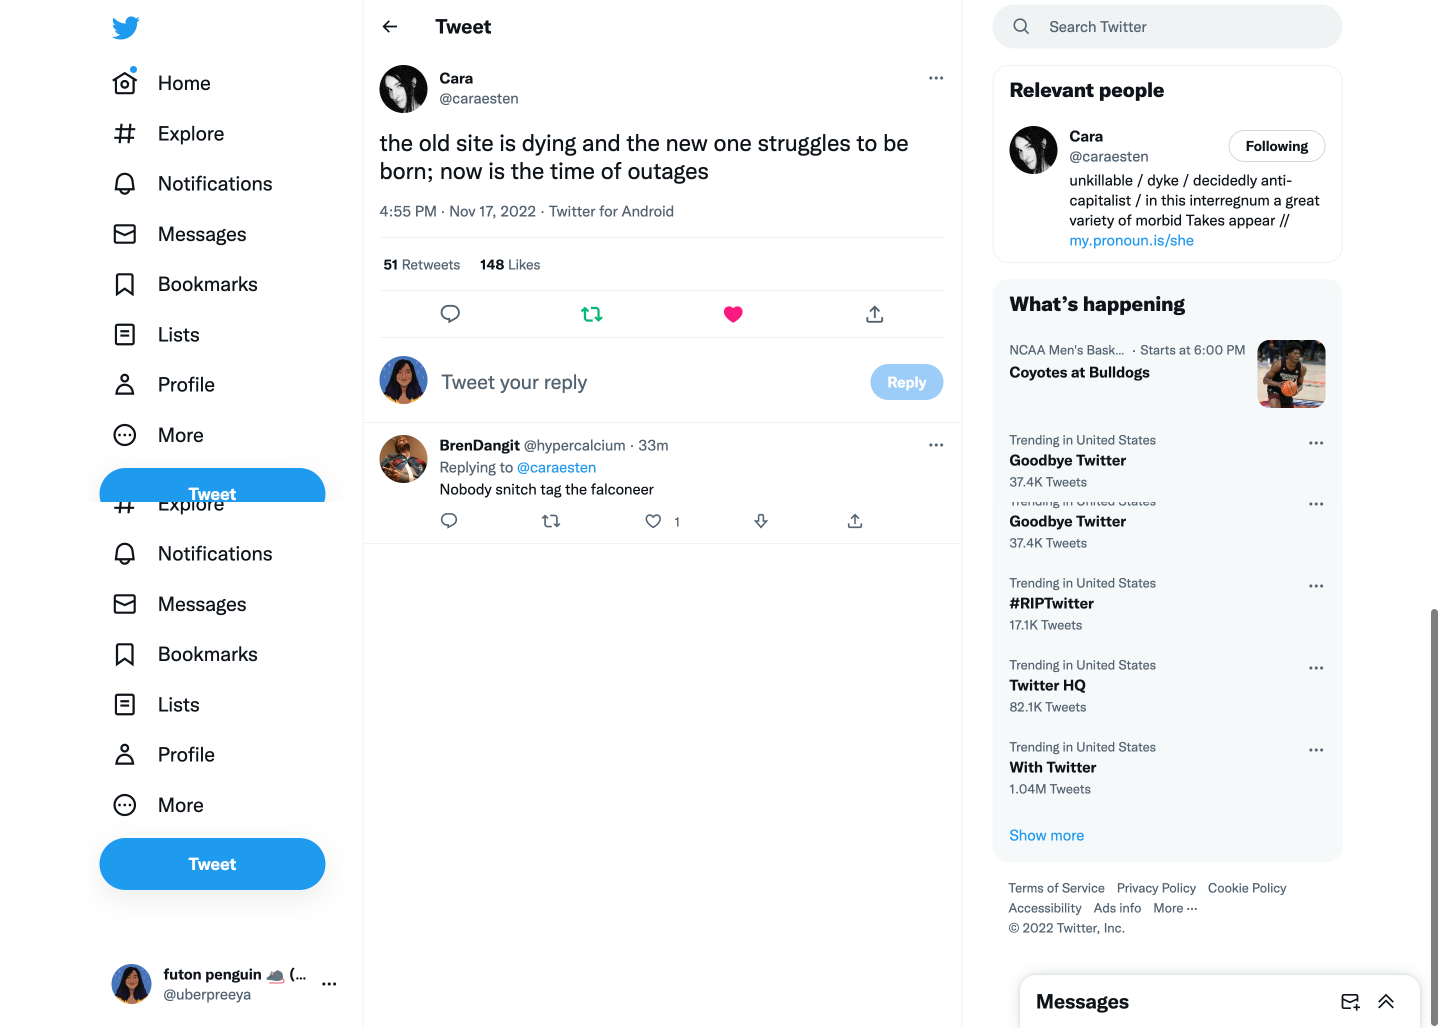 Home
Explore
Notifications
Messages
Bookmarks
Lists
Profile
More
Tweet
Explore
Notifications
Messages
Bookmarks
Lists
Profile
More
Tweet
futon penguin (...
@uberpreeya
Tweet
Cara
@caraesten
the old site is dying and the new one struggles to be
born; now is the time of outages
4:55 PM · Nov 17, 2022 · Twitter for Android
51 Retweets 148 Likes
Tweet your reply
Reply
BrenDangit @hypercalcium · 33m
Replying to @caraesten
Nobody snitch tag the falconeer
1
Search Twitter
Relevant people
Cara
@caraesten
Following
unkillable / dyke / decidedly anti-
capitalist / in this interregnum a great
variety of morbid Takes appear //
my.pronoun.is/she
What's happening
NCAA Men's Bask... · Starts at 6:00 PM
Coyotes at Bulldogs
Trending in United States
Goodbye Twitter
37.4K Tweets
Trending in United States
Goodbye Twitter
37.4K Tweets
Trending in United States
#RIPTwitter
17.1K Tweets
Trending in United States
Twitter HQ
82.1K Tweets
Trending in United States
With Twitter
1.04M Tweets
Show more
Terms of Service Privacy Policy Cookie Policy
Accessibility Ads info More ···
© 2022 Twitter, Inc.
Messages